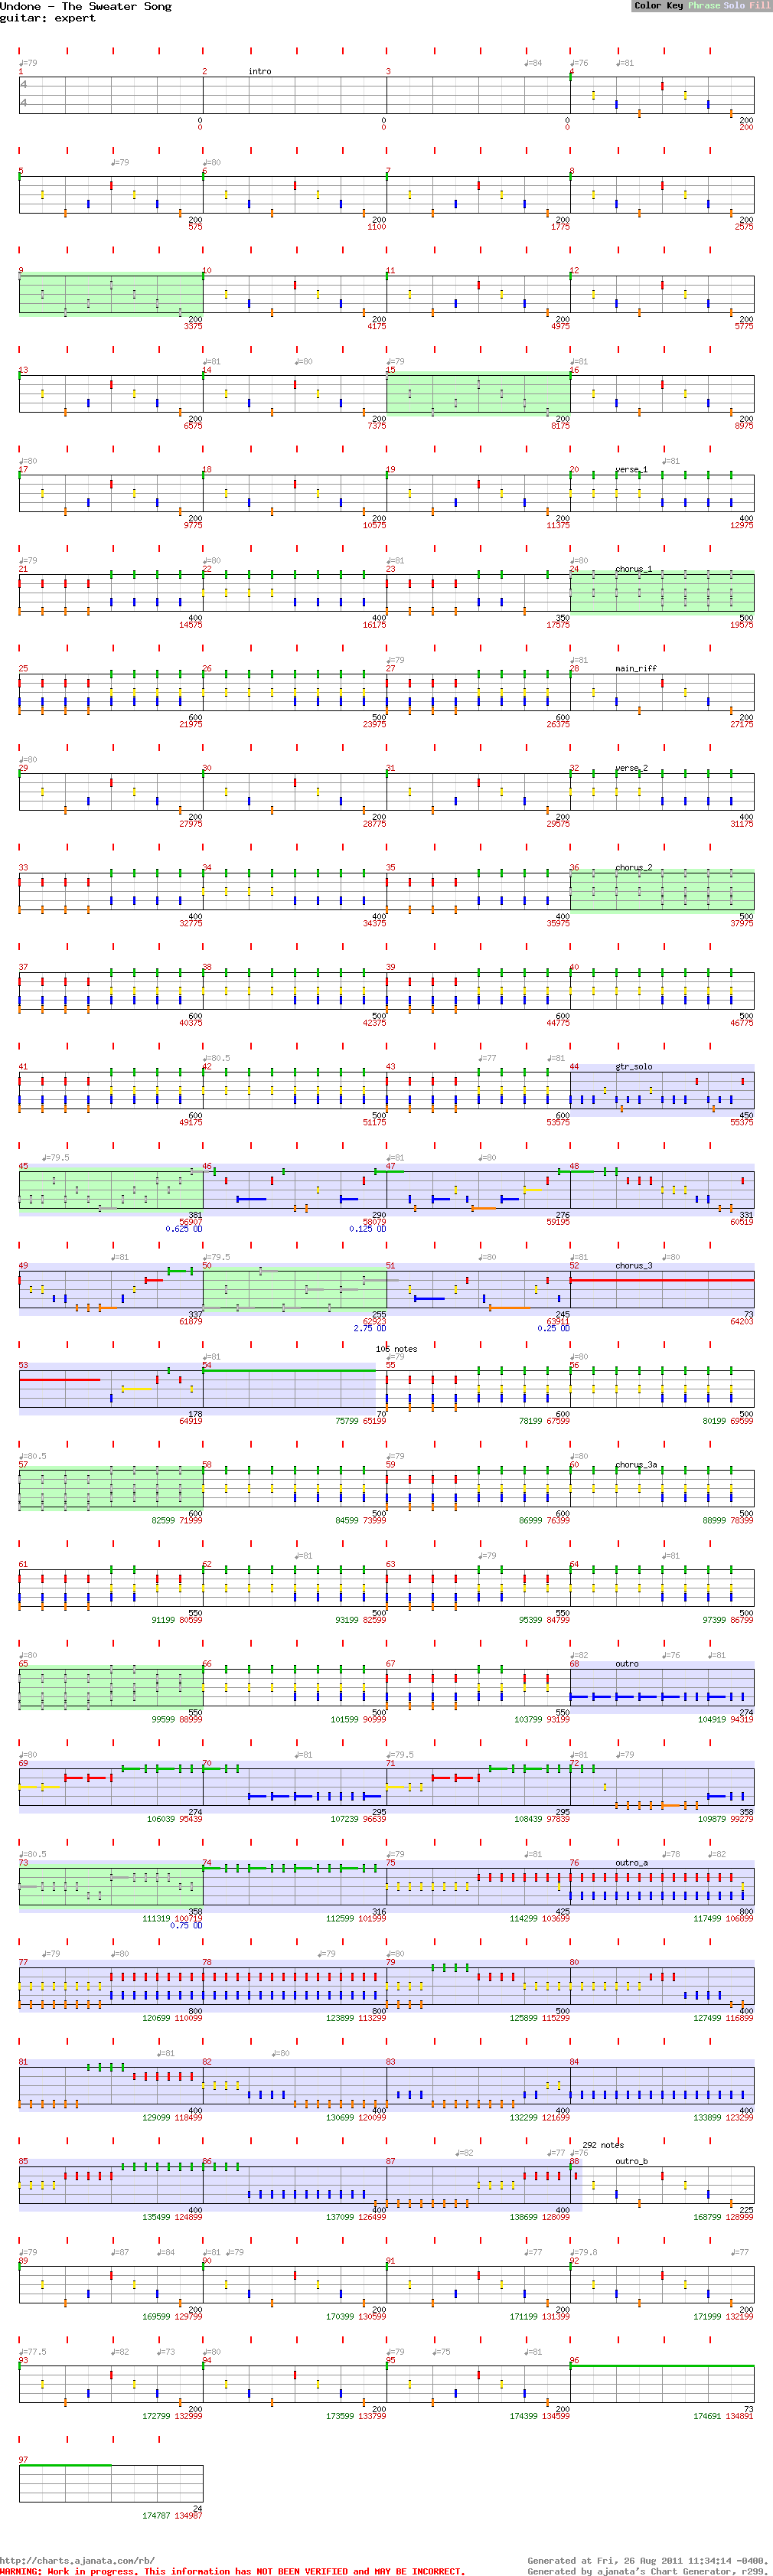 Undone - The Sweater Song
Color Key Phrase Solo Fill
guitar: expert
♩=79 ♩=84 ♩=76 ♩=81
1 2 intro 3 4
4
4
0 0 0 200
0 0 0 200
♩=79 ♩=80
5 6 7 8
200 200 200 200
575 1100 1775 2575
9 10 11 12
200 200 200 200
3375 4175 4975 5775
♩=81 ♩=80 ♩=79 ♩=81
13 14 15 16
200 200 200 200
6575 7375 8175 8975
♩=80 ♩=81
17 18 19 20 verse_1
200 200 200 400
9775 10575 11375 12975
♩=79 ♩=80 ♩=81 ♩=80
21 22 23 24 chorus_1
400 400 350 500
14575 16175 17575 19575
♩=79 ♩=81
25 26 27 28 main_riff
600 500 600 200
21975 23975 26375 27175
♩=80
29 30 31 32 verse_2
200 200 200 400
27975 28775 29575 31175
33 34 35 36 chorus_2
400 400 400 500
32775 34375 35975 37975
37 38 39 40
600 500 600 500
40375 42375 44775 46775
♩=80.5 ♩=77 ♩=81
41 42 43 44 gtr_solo
600 500 600 450
49175 51175 53575 55375
♩=79.5 ♩=81 ♩=80
45 46 47 48
381 290 276 331
56907 58079 59195 60519
0.625 OD 0.125 OD
♩=81 ♩=79.5 ♩=80 ♩=81 ♩=80
49 50 51 52 chorus_3
337 255 245 73
61879 62923 63911 64203
2.75 OD 0.25 OD
106 notes
♩=81 ♩=79 ♩=80
53 54 55 56
178 70 600 500
64919 75799 65199 78199 67599 80199 69599
♩=80.5 ♩=79 ♩=80
57 58 59 60 chorus_3a
600 500 600 500
82599 71999 84599 73999 86999 76399 88999 78399
♩=81 ♩=79 ♩=81
61 62 63 64
550 500 550 500
91199 80599 93199 82599 95399 84799 97399 86799
♩=80 ♩=82 ♩=76 ♩=81
65 66 67 68 outro
550 500 550 274
99599 88999 101599 90999 103799 93199 104919 94319
♩=80 ♩=81 ♩=79.5 ♩=81 ♩=79
69 70 71 72
274 295 295 358
106039 95439 107239 96639 108439 97839 109879 99279
♩=80.5 ♩=79 ♩=81 ♩=78 ♩=82
73 74 75 76 outro_a
358 316 425 800
111319 100719 112599 101999 114299 103699 117499 106899
0.75 OD
♩=79 ♩=80 ♩=79 ♩=80
77 78 79 80
800 800 500 400
120699 110099 123899 113299 125899 115299 127499 116899
♩=81 ♩=80
81 82 83 84
400 400 400 400
129099 118499 130699 120099 132299 121699 133899 123299
292 notes
♩=82 ♩=77 ♩=76
85 86 87 88 outro_b
400 400 400 225
135499 124899 137099 126499 138699 128099 168799 128999
♩=79 ♩=87 ♩=84 ♩=81 ♩=79 ♩=77 ♩=79.8 ♩=77
89 90 91 92
200 200 200 200
169599 129799 170399 130599 171199 131399 171999 132199
♩=77.5 ♩=82 ♩=73 ♩=80 ♩=79 ♩=75 ♩=81
93 94 95 96
200 200 200 73
172799 132999 173599 133799 174399 134599 174691 134891
97
24
174787 134987
http://charts.ajanata.com/rb/
Generated at Fri, 26 Aug 2011 11:34:14 -0400.
WARNING: Work in progress. This information has NOT BEEN VERIFIED and MAY BE INCORRECT.
Generated by ajanata's Chart Generator, r299.